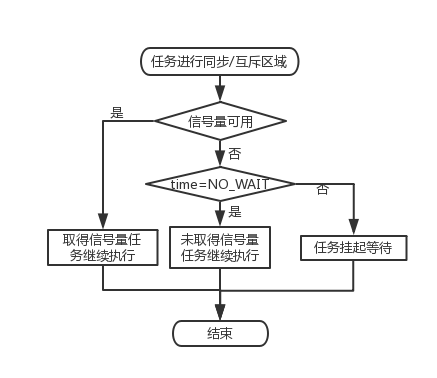 任务进行同步/互斥区域
是
信号量可用
否
time=NO_WAIT
否
是
取得信号量任
务继续执行
未取得信号量
任务继续执行
任务挂起等待
结束